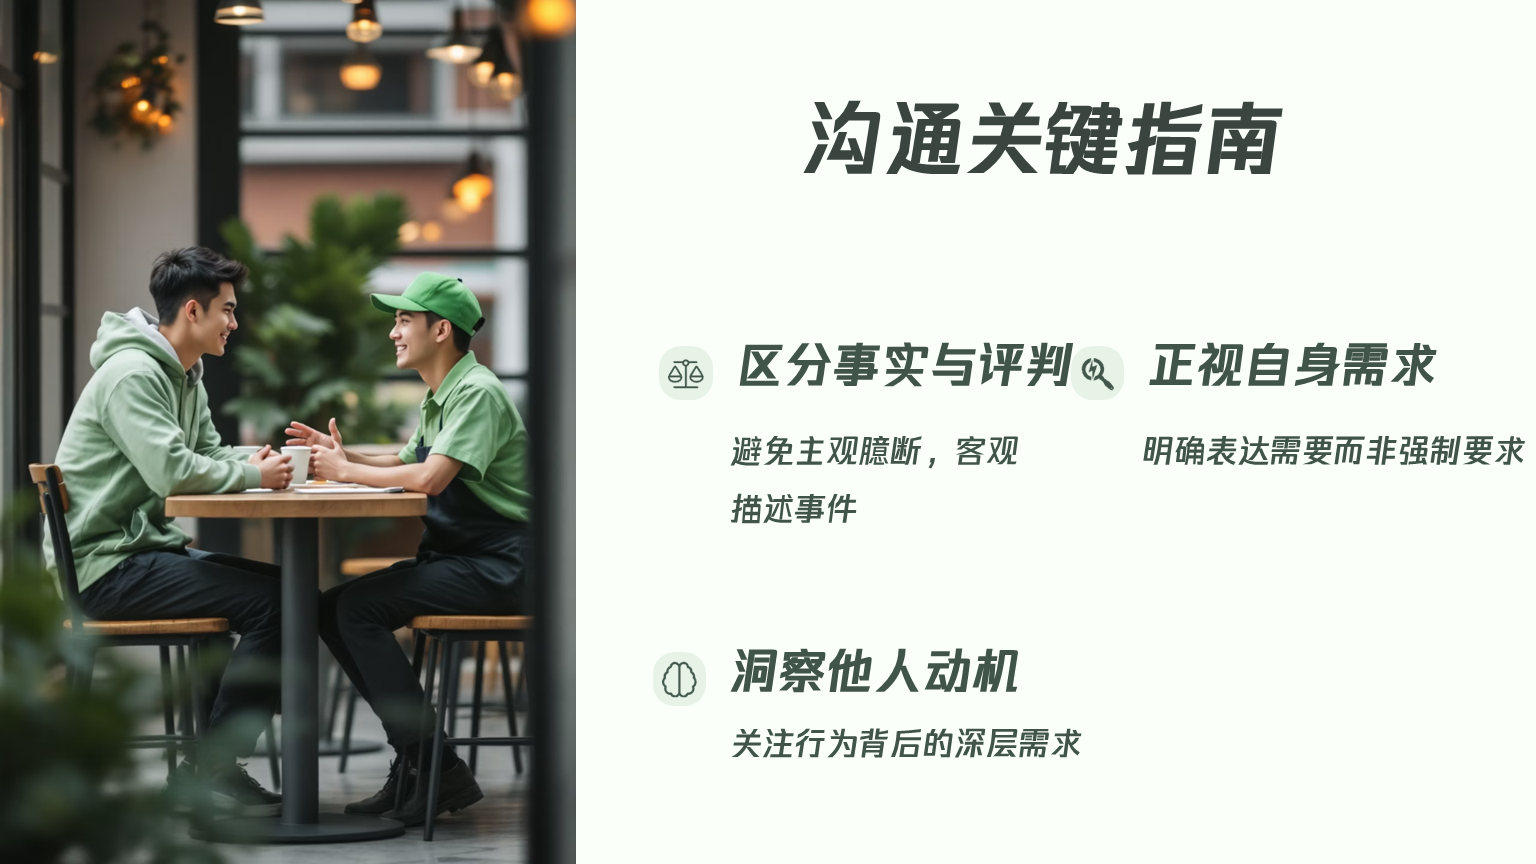 沟通关键指南
区分事实与评判
避免主观臆断，客观
描述事件
正视自身需求
明确表达需要而非强制要求
洞察他人动机
关注行为背后的深层需求